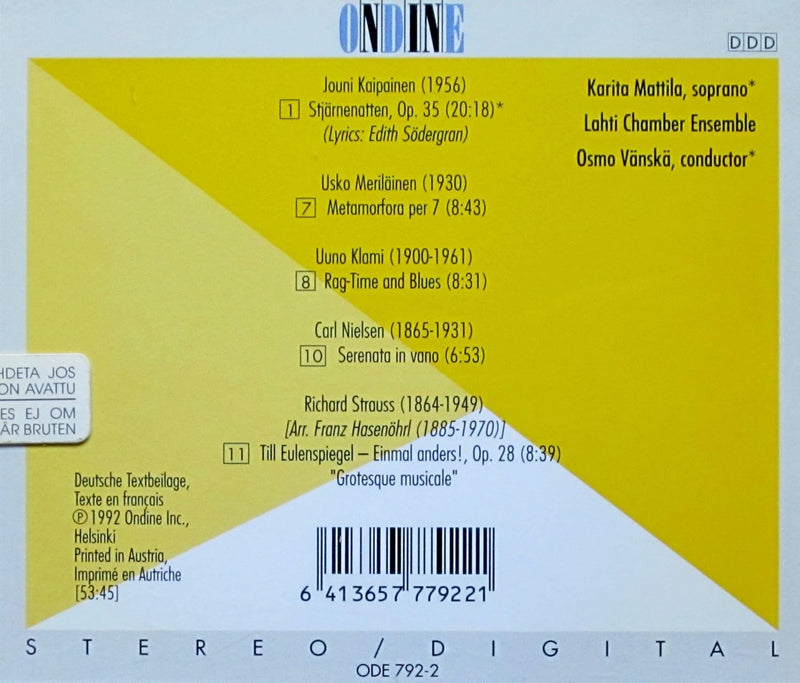 ONDINE
DDD
Jouni Kaipainen (1956)
1 Stjärnenatten, Op. 35 (20:18)*
(Lyrics: Edith Södergran)
Karita Mattila, soprano*
Lahti Chamber Ensemble
Osmo Vänskä, conductor*
Usko Meriläinen (1930)
7 Metamorfora per 7 (8:43)
Uuno Klami (1900-1961)
8 Rag-Time and Blues (8:31)
Carl Nielsen (1865-1931)
10 Serenata in vano (6:53)
Richard Strauss (1864-1949)
[Arr. Franz Hasenöhrl (1885-1970)]
11 Till Eulenspiegel – Einmal anders!, Op. 28 (8:39)
"Grotesque musicale"
HDETA JOS
ON AVATTU
ES EJ OM
ÄR BRUTEN
Deutsche Textbeilage,
Texte en français
℗ 1992 Ondine Inc.,
Helsinki
Printed in Austria,
Imprimé en Autriche
[53:45]
6 413657 779221
STEREO/DIGITAL
ODE 792-2